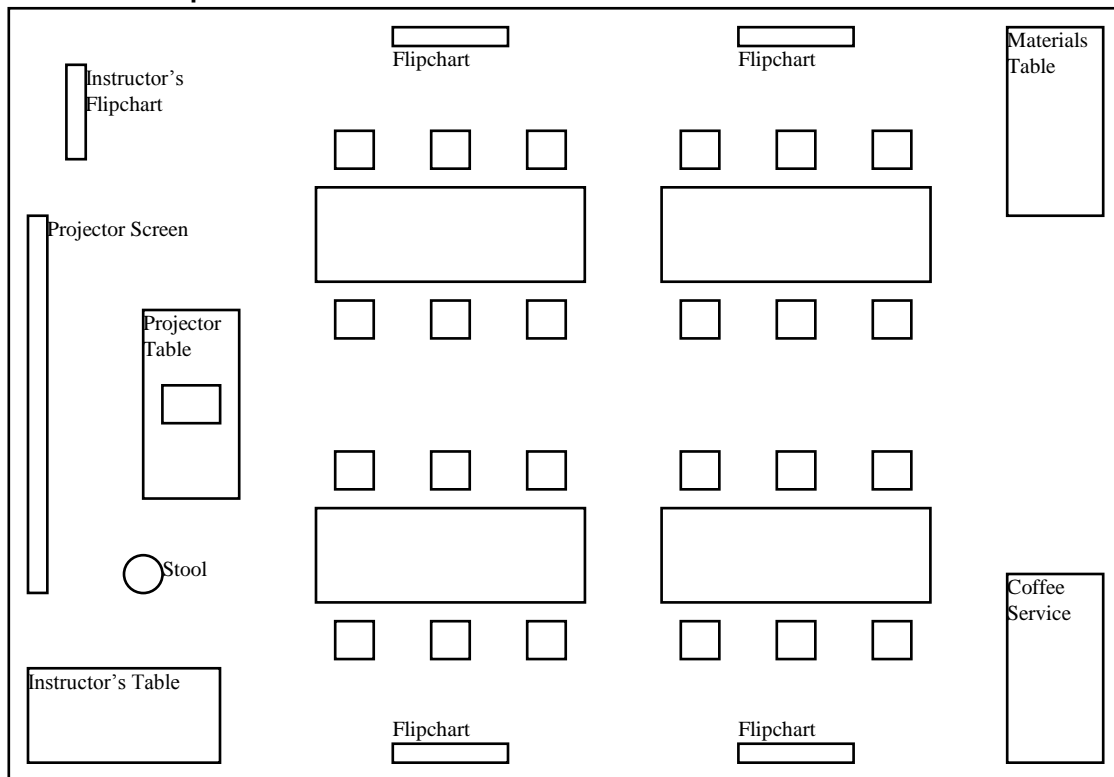 Flipchart
Flipchart
Materials
Table
Instructor’s
Flipchart
Projector Screen
Projector
Table
Stool
Coffee
Service
Instructor’s Table
Flipchart
Flipchart